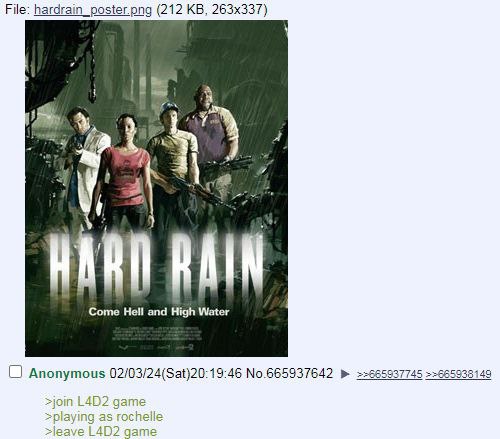 File: hardrain_poster.png (212 KB, 263x337)
HARD RAIN
Come Hell and High Water
Anonymous 02/03/24(Sat)20:19:46 No.665937642 ▶ >>665937745 >>665938149
>join L4D2 game
>playing as rochelle
>leave L4D2 game